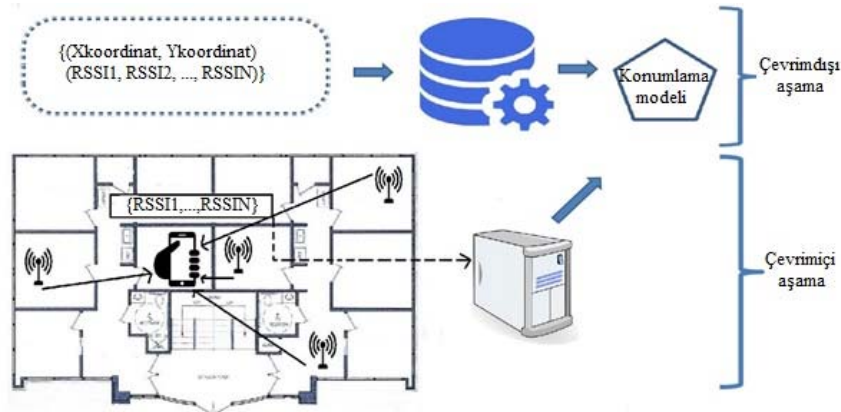 {(Xkoordinat, Ykoordinat)
(RSSI1, RSSI2, ..., RSSIN)}
Konumlama
modeli
Çevrimdışı
aşama
{RSSI1,...,RSSIN}
Çevrimiçi
aşama